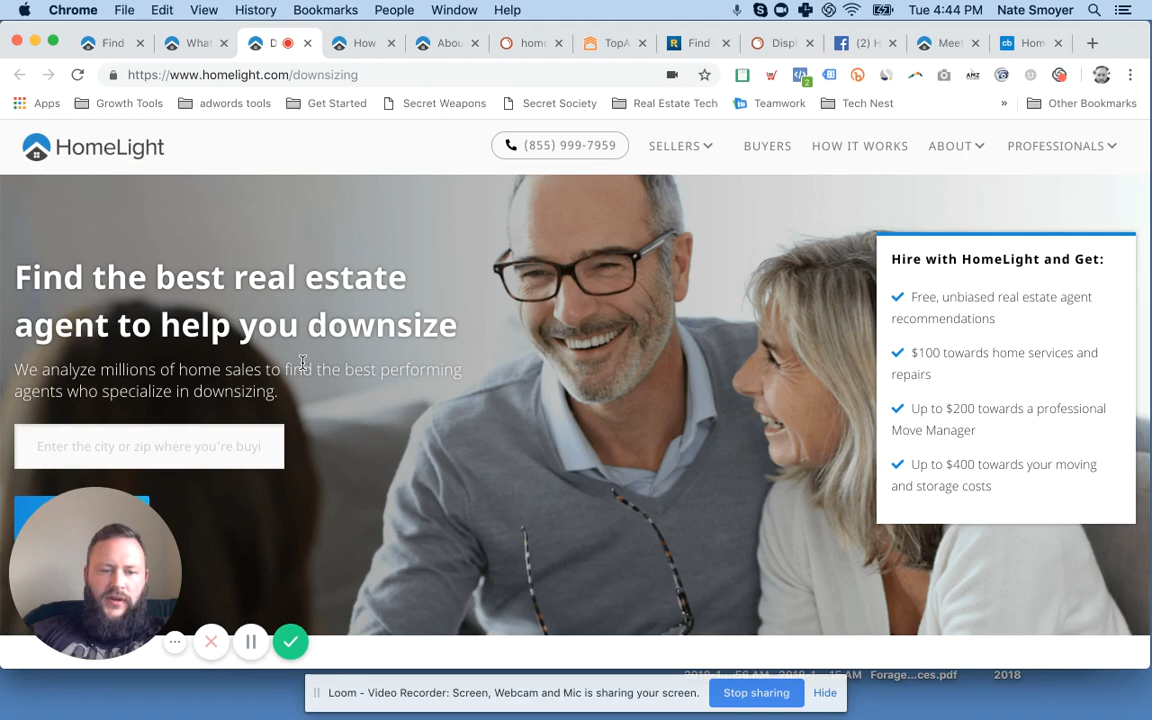 Chrome File Edit View History Bookmarks People Window Help Tue 4:44 PM Nate Smoyer
Find What D How Abou home TopA Find Displ (2) H Meet Hom
https://www.homelight.com/downsizing
Apps Growth Tools adwords tools Get Started Secret Weapons Secret Society Real Estate Tech Teamwork Tech Nest » Other Bookmarks
HomeLight (855) 999-7959 SELLERS BUYERS HOW IT WORKS ABOUT PROFESSIONALS
Find the best real estate
agent to help you downsize
We analyze millions of home sales to find the best performing
agents who specialize in downsizing.
Enter the city or zip where you're buyi
Hire with HomeLight and Get:
Free, unbiased real estate agent
recommendations
$100 towards home services and
repairs
Up to $200 towards a professional
Move Manager
Up to $400 towards your moving
and storage costs
Forage...ces.pdf 2018
Loom - Video Recorder: Screen, Webcam and Mic is sharing your screen. Stop sharing Hide